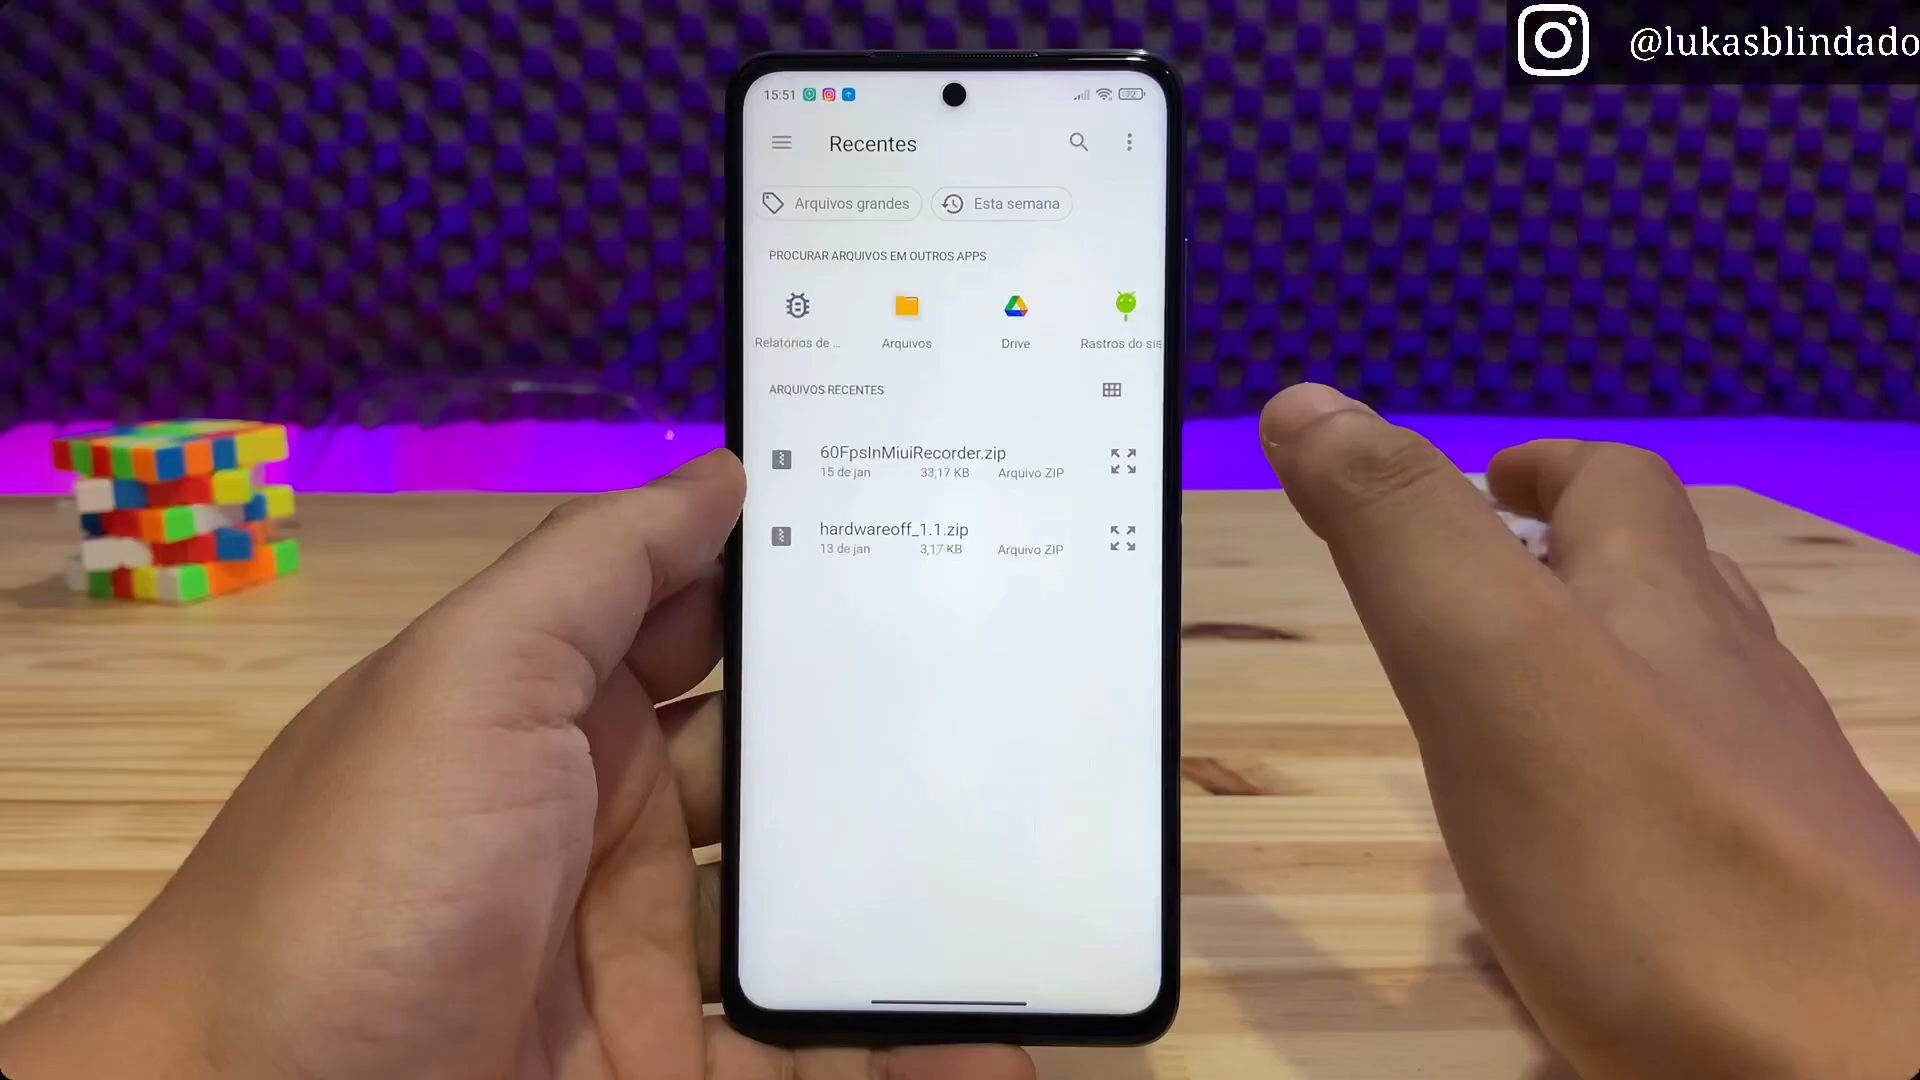 @lukasblindado
15:51
72
Recentes
Arquivos grandes
Esta semana
PROCURAR ARQUIVOS EM OUTROS APPS
Relatórios de ...
Arquivos
Drive
Rastros do sis
ARQUIVOS RECENTES
60FpsInMiuiRecorder.zip
15 de jan 33,17 KB Arquivo ZIP
hardwareoff_1.1.zip
13 de jan 3,17 KB Arquivo ZIP